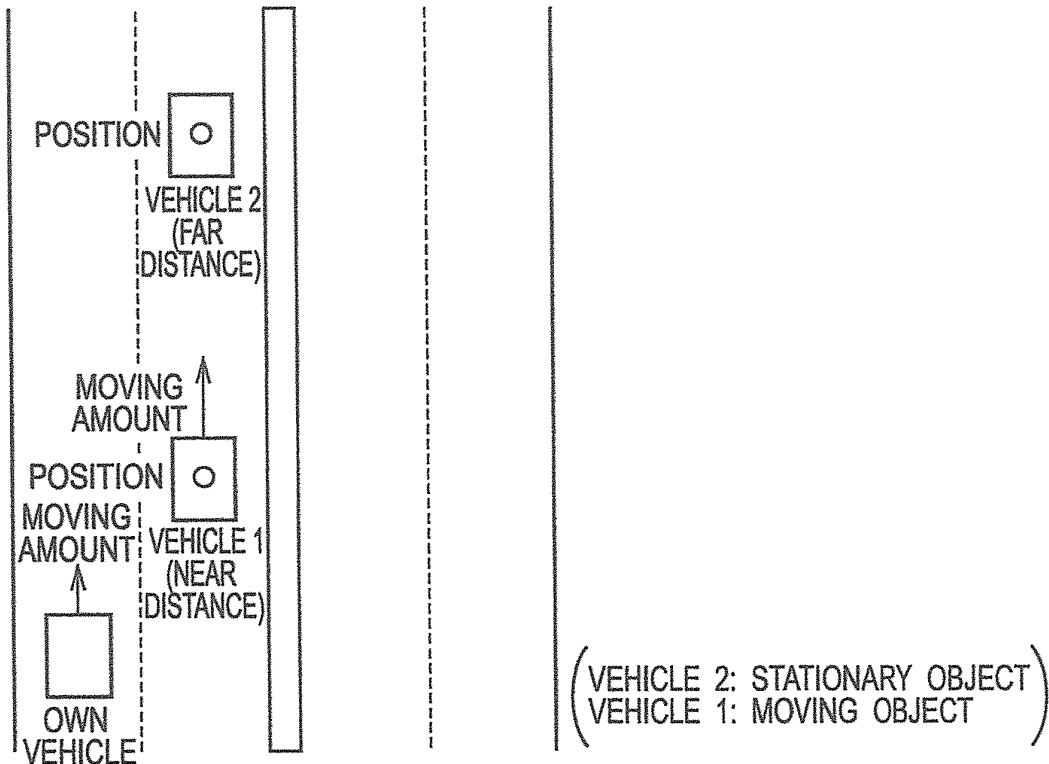 POSITION
VEHICLE 2
(FAR
DISTANCE)
MOVING
AMOUNT
POSITION
MOVING
AMOUNT
VEHICLE 1
(NEAR
DISTANCE)
OWN
VEHICLE
VEHICLE 2: STATIONARY OBJECT
VEHICLE 1: MOVING OBJECT